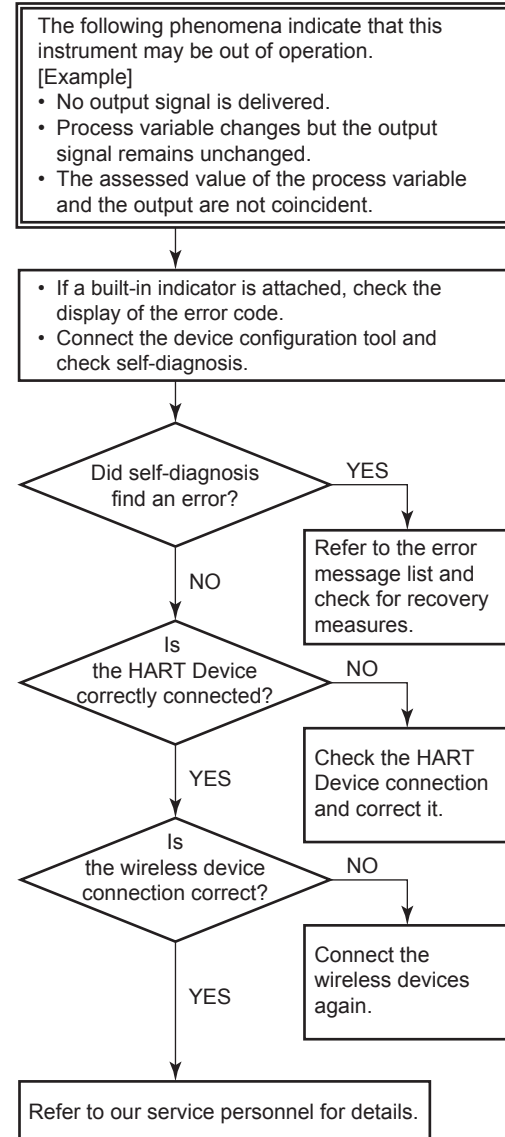 The following phenomena indicate that this
instrument may be out of operation.
[Example]
• No output signal is delivered.
• Process variable changes but the output
signal remains unchanged.
• The assessed value of the process variable
and the output are not coincident.
• If a built-in indicator is attached, check the
display of the error code.
• Connect the device configuration tool and
check self-diagnosis.
Did self-diagnosis
find an error?
YES
Refer to the error
message list and
check for recovery
measures.
NO
Is
the HART Device
correctly connected?
NO
Check the HART
Device connection
and correct it.
YES
Is
the wireless device
connection correct?
NO
Connect the
wireless devices
again.
YES
Refer to our service personnel for details.